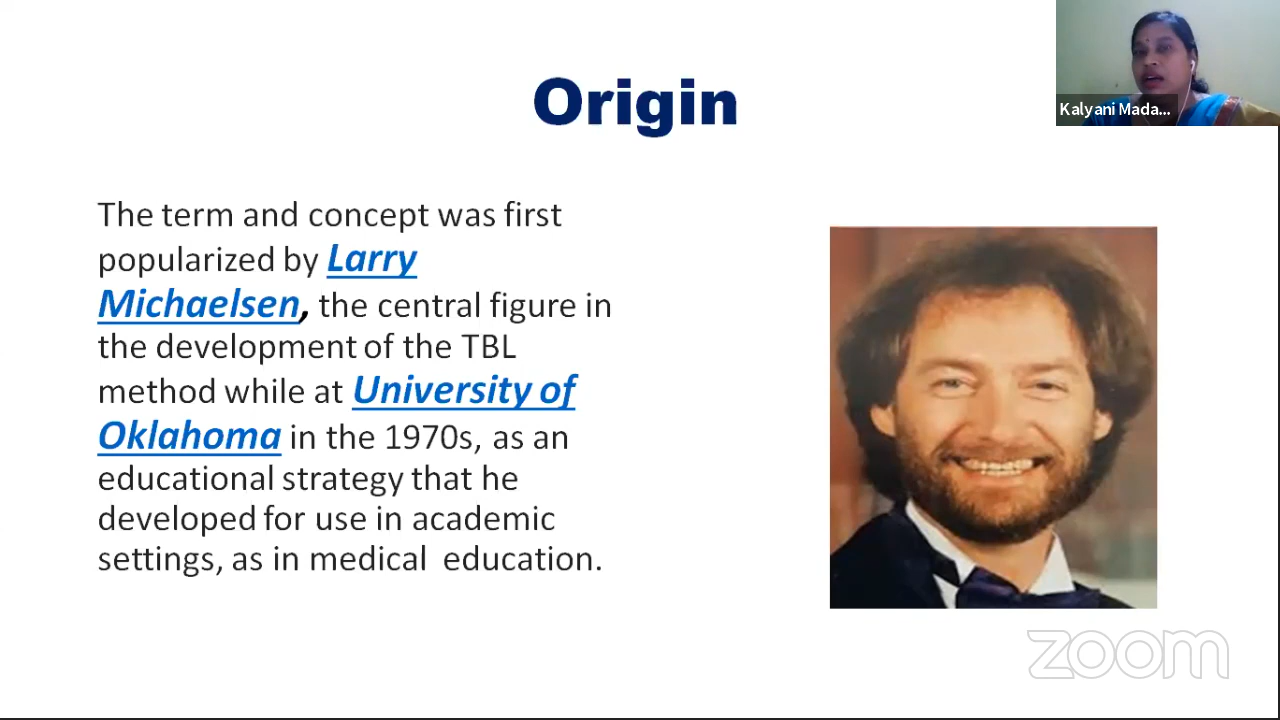 Origin
Kalyani Mada...
The term and concept was first
popularized by Larry
Michaelsen, the central figure in
the development of the TBL
method while at University of
Oklahoma in the 1970s, as an
educational strategy that he
developed for use in academic
settings, as in medical education.
zoom